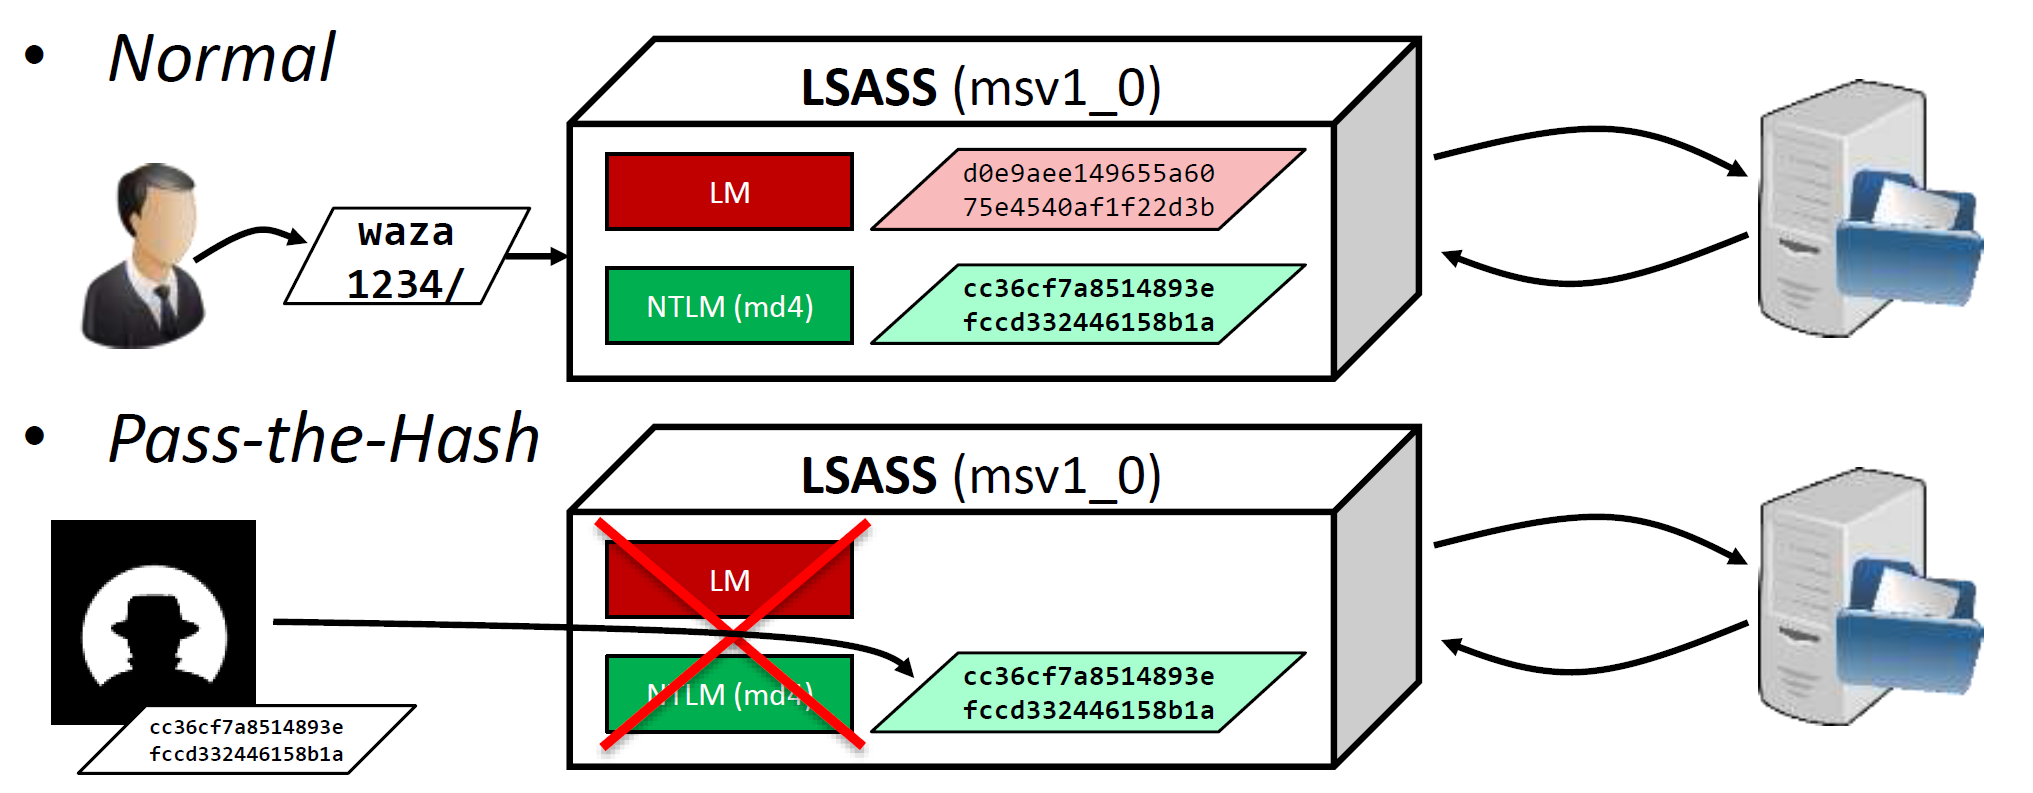 • Normal
LSASS (msv1_0)
waza
1234/
LM
d0e9aee149655a60
75e4540af1f22d3b
NTLM (md4)
cc36cf7a8514893e
fccd332446158b1a
• Pass-the-Hash
LSASS (msv1_0)
LM
NTLM (md4)
cc36cf7a8514893e
fccd332446158b1a
cc36cf7a8514893e
fccd332446158b1a